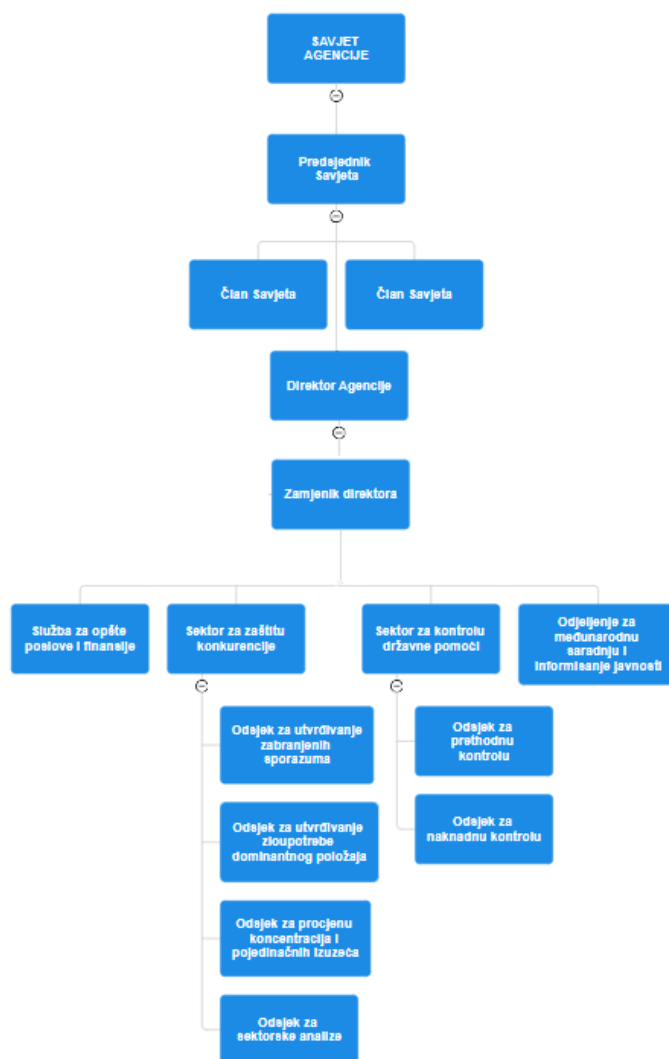 SAVJET
AGENCIJE
Predsjednik
Savjeta
Član Savjeta
Član Savjeta
Direktor Agencije
Zamjenik direktora
Služba za opšte
poslove i finansije
Sektor za zaštitu
konkurencije
Sektor za kontrolu
državne pomoći
Odjeljenje za
međunarodnu
saradnju i
informisanje javnosti
Odsjek za utvrđivanje
zabranjenih
sporazuma
Odsjek za utvrđivanje
zloupotrebe
dominantnog položaja
Odsjek za procjenu
koncentracija i
pojedinačnih izuzeća
Odsjek za
sektorske analize
Odsjek za
prethodnu
kontrolu
Odsjek za
naknadnu kontrolu